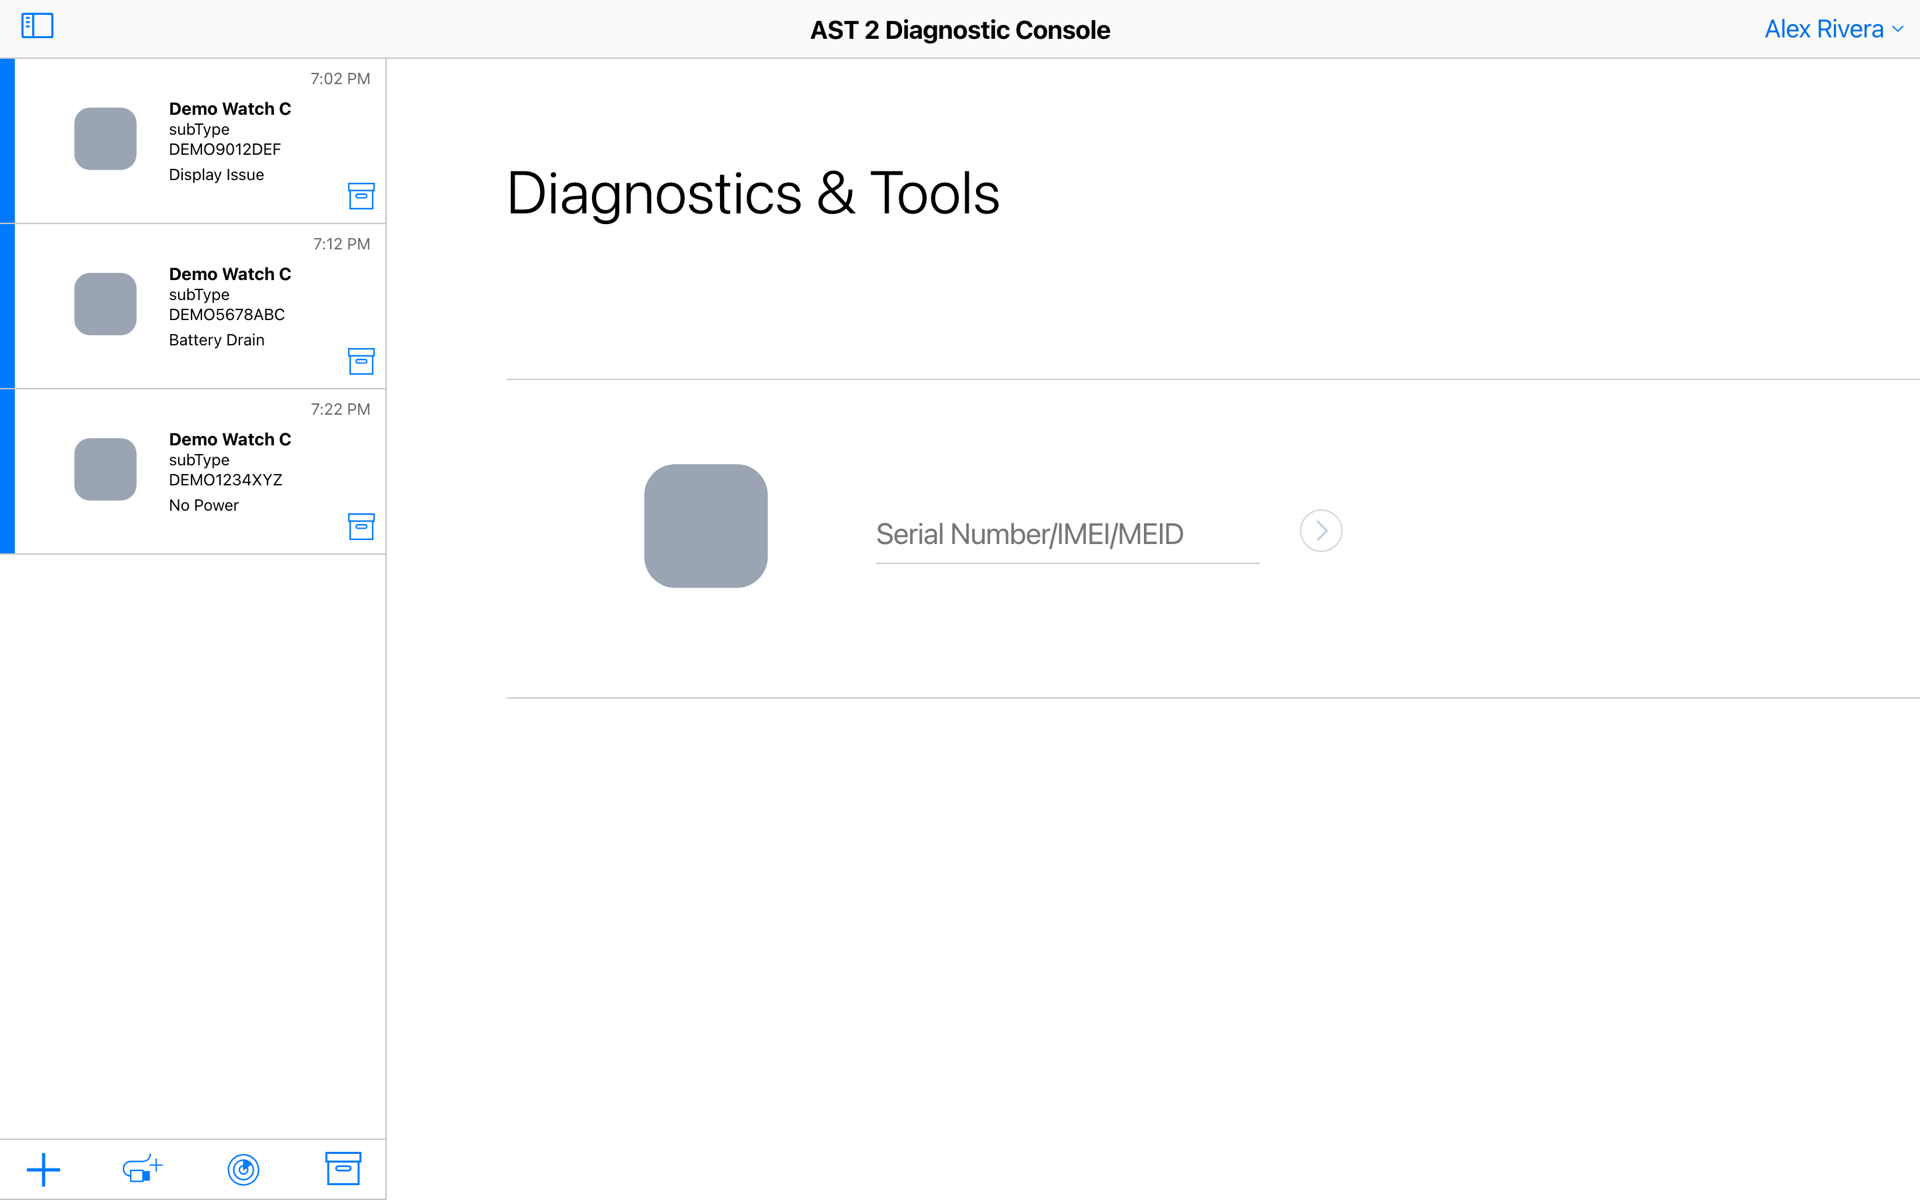 AST 2 Diagnostic Console
Alex Rivera
7:02 PM
Demo Watch C
subType
DEMO9012DEF
Display Issue
7:12 PM
Demo Watch C
subType
DEMO5678ABC
Battery Drain
7:22 PM
Demo Watch C
subType
DEMO1234XYZ
No Power
Diagnostics & Tools
Serial Number/IMEI/MEID